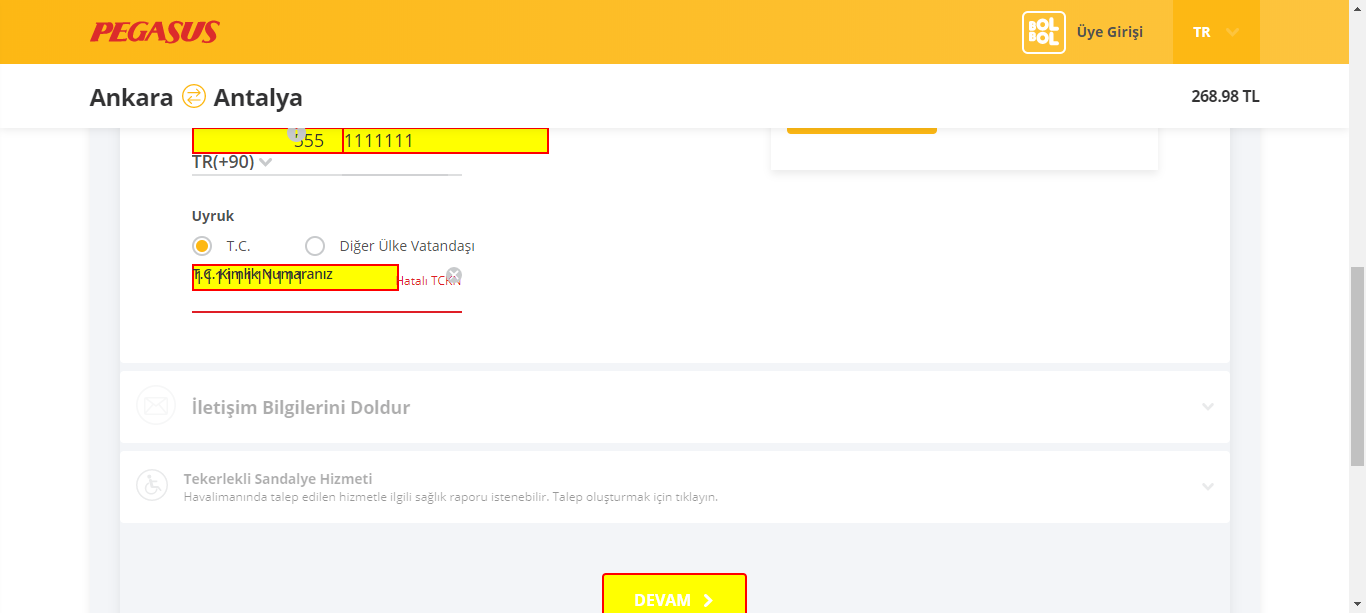 PEGASUS
BOL BOL
Üye Girişi
TR
Ankara
Antalya
268.98 TL
555
1111111
TR(+90)
Uyruk
T.C.
Diğer Ülke Vatandaşı
T.C. Kimlik Numaranız
Hatalı TCKN
İletişim Bilgilerini Doldur
Tekerlekli Sandalye Hizmeti
Havalimanında talep edilen hizmetle ilgili sağlık raporu istenebilir. Talep oluşturmak için tıklayın.
DEVAM